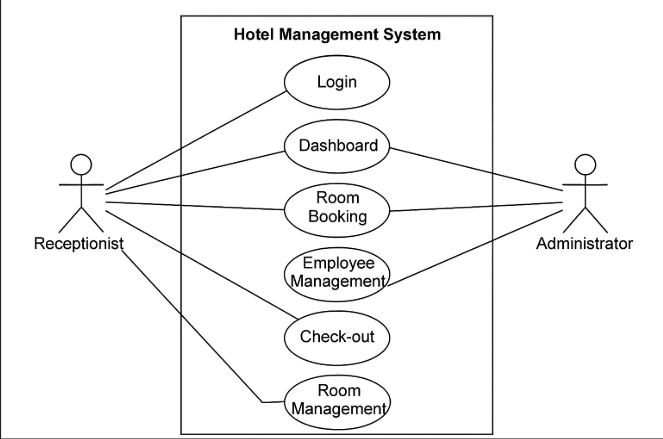 Hotel Management System
Login
Dashboard
Room
Booking
Receptionist
Administrator
Employee
Management
Check-out
Room
Management